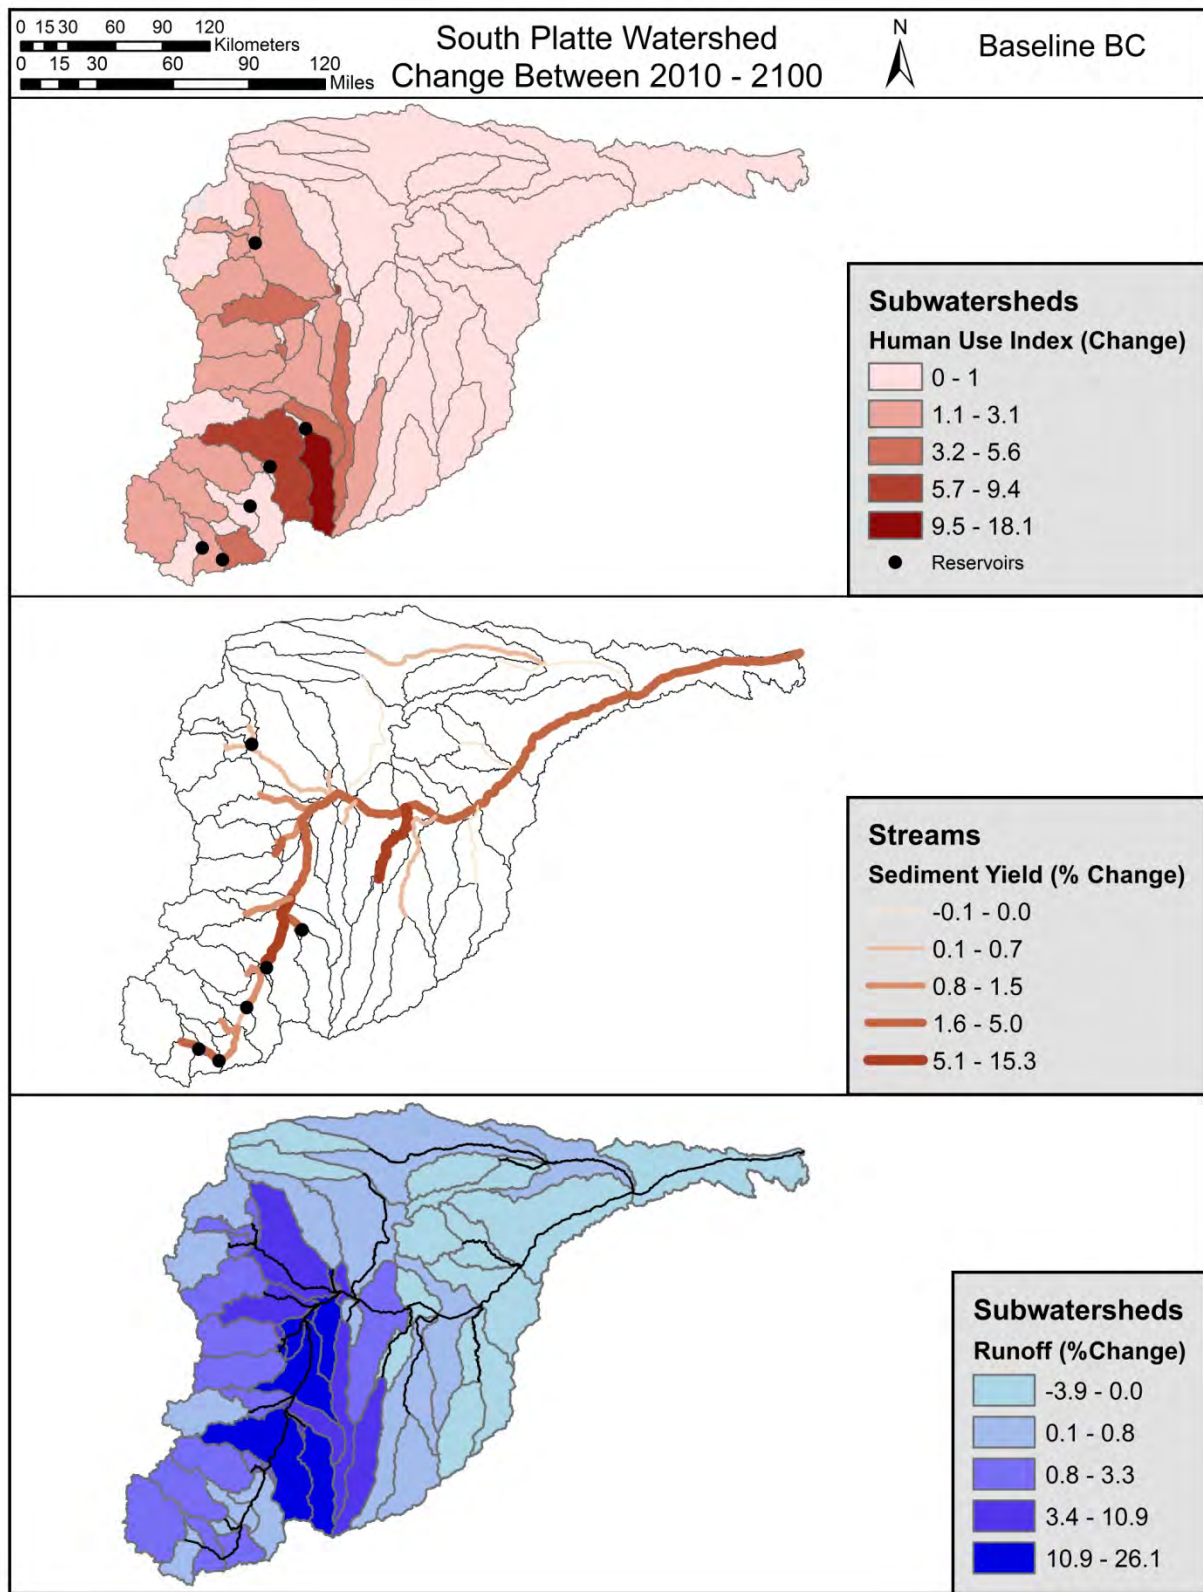 0 15 30 60 90 120
Kilometers
0 15 30 60 90 120
Miles
South Platte Watershed
Change Between 2010 - 2100
N
Baseline BC
Subwatersheds
Human Use Index (Change)
0 - 1
1.1 - 3.1
3.2 - 5.6
5.7 - 9.4
9.5 - 18.1
Reservoirs
Streams
Sediment Yield (% Change)
-0.1 - 0.0
0.1 - 0.7
0.8 - 1.5
1.6 - 5.0
5.1 - 15.3
Subwatersheds
Runoff (%Change)
-3.9 - 0.0
0.1 - 0.8
0.8 - 3.3
3.4 - 10.9
10.9 - 26.1